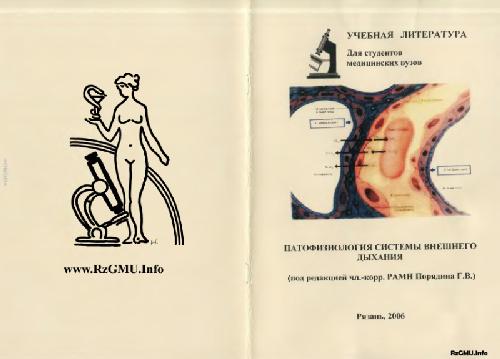 www.RzGMU.Info
УЧЕБНАЯ ЛИТЕРАТУРА
Для студентов
медицинских вузов
ПАТОФИЗИОЛОГИЯ СИСТЕМЫ ВНЕШНЕГО
ДЫХАНИЯ
(под редакцией чл.-корр. РАМН Порядина Г.В.)
Рязань, 2006
RzGMU.Info